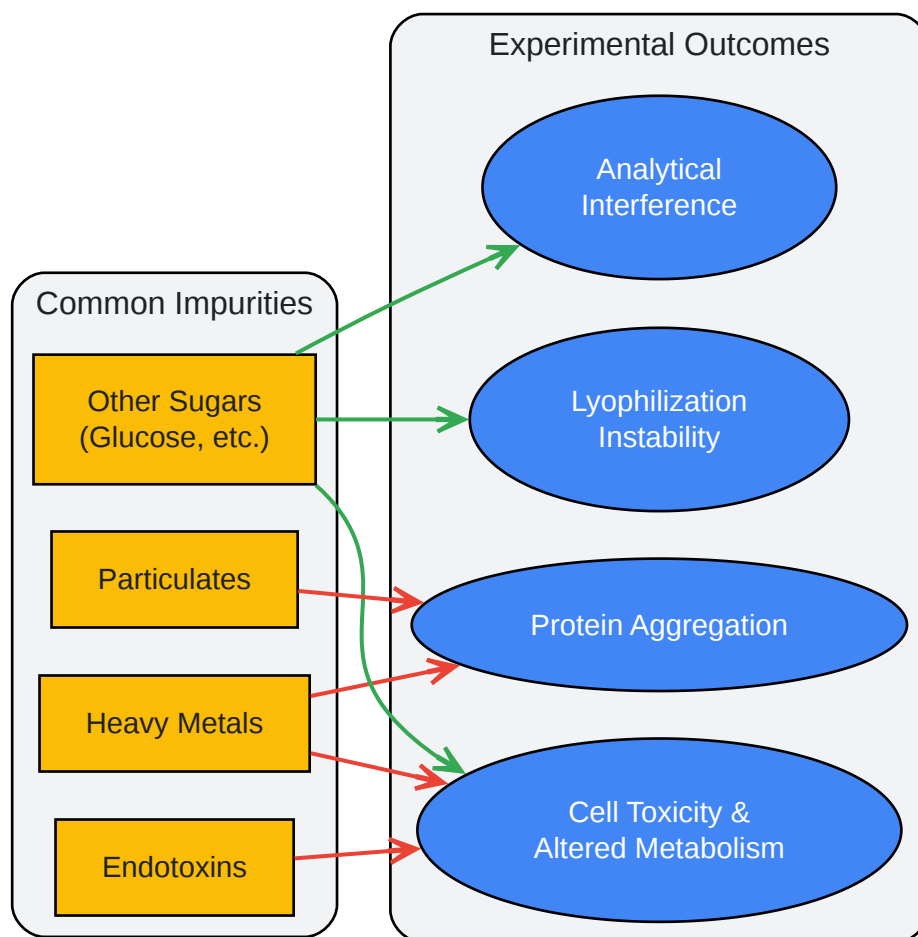 Common Impurities
Other Sugars
(Glucose, etc.)
Particulates
Heavy Metals
Endotoxins
Experimental Outcomes
Analytical
Interference
Lyophilization
Instability
Protein Aggregation
Cell Toxicity &
Altered Metabolism